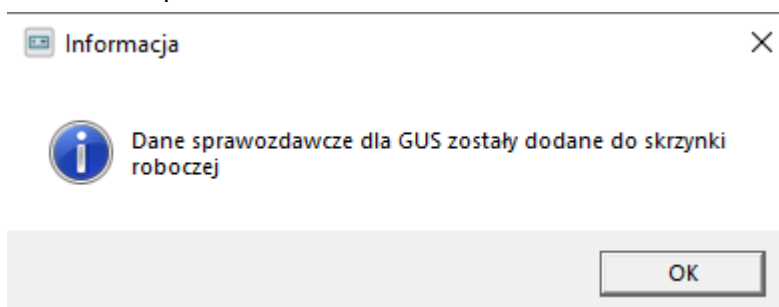 Informacja
Dane sprawozdawcze dla GUS zostały dodane do skrzynki
roboczej
OK